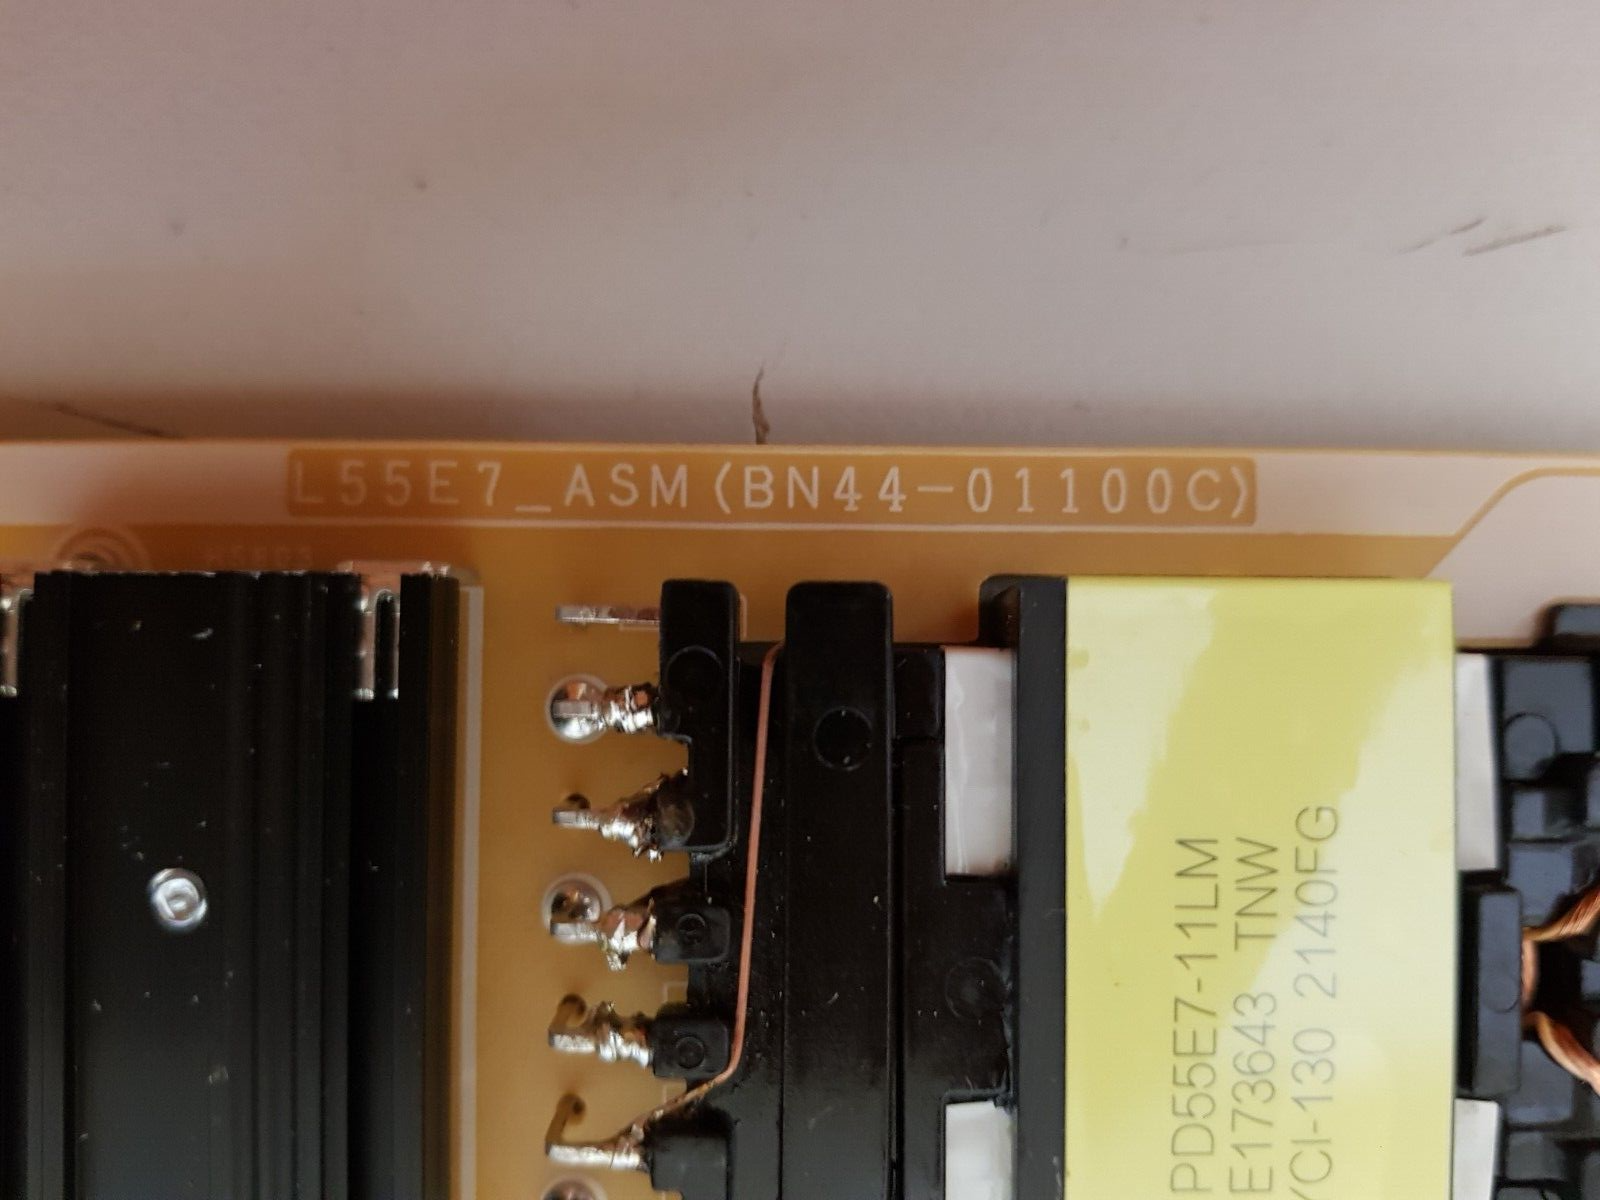 L55E7_ASM(BN44-01100C)
PD55E7-11LM
E173643 TNW
YCI-130 2140FG